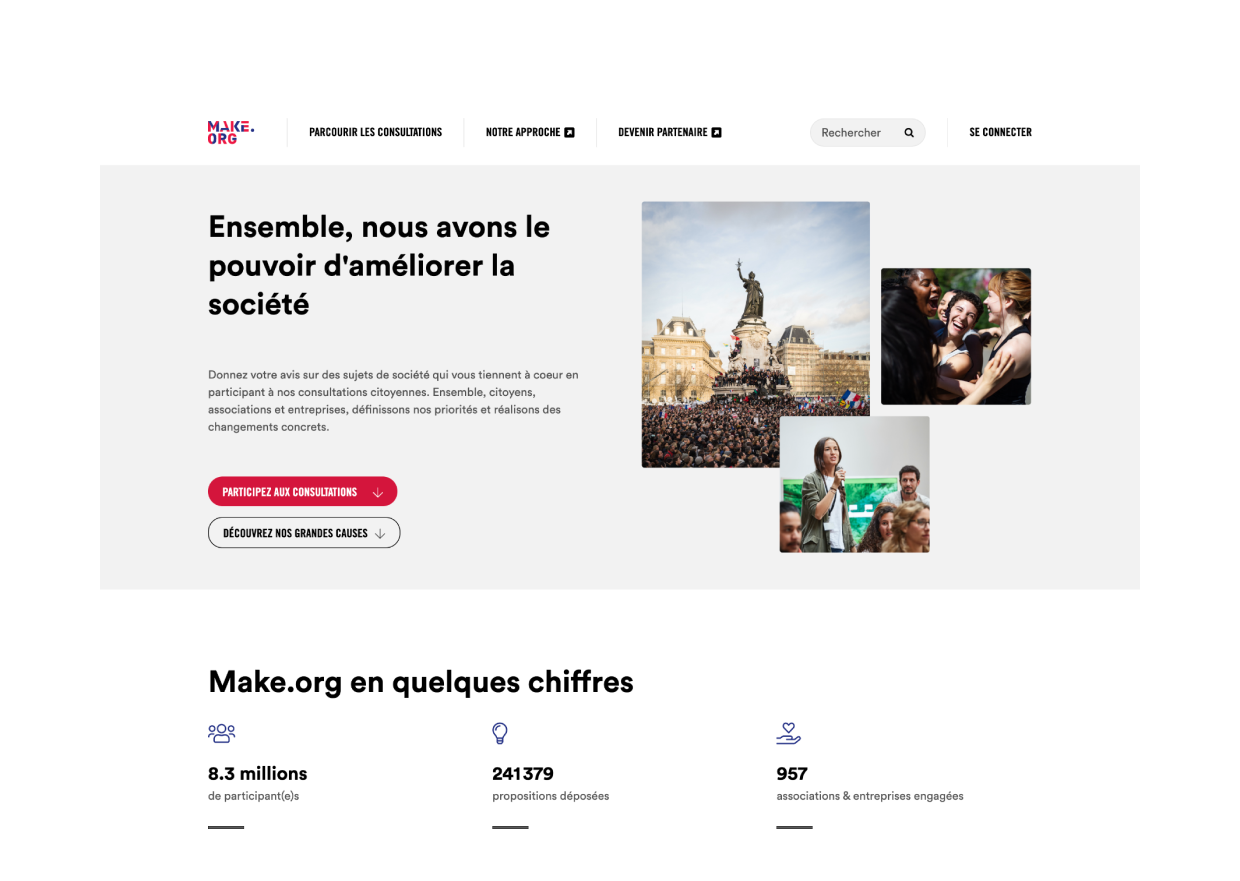 MAKE.
ORG
PARCOURIR LES CONSULTATIONS
NOTRE APPROCHE
DEVENIR PARTENAIRE
Rechercher
SE CONNECTER
Ensemble, nous avons le
pouvoir d'améliorer la
société
Donnez votre avis sur des sujets de société qui vous tiennent à coeur en
participant à nos consultations citoyennes. Ensemble, citoyens,
associations et entreprises, définissons nos priorités et réalisons des
changements concrets.
PARTICIPEZ AUX CONSULTATIONS
DÉCOUVREZ NOS GRANDES CAUSES
Make.org en quelques chiffres
8.3 millions
de participant(e)s
241 379
propositions déposées
957
associations & entreprises engagées